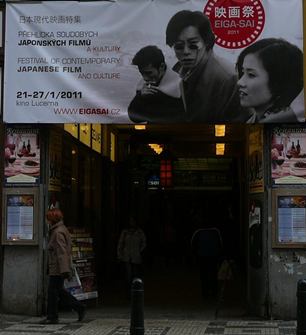 日本現代映画特集
PŘEHLÍDKA SOUDOBÝCH
JAPONSKÝCH FILMŮ
A KULTURY
FESTIVAL OF CONTEMPORARY
JAPANESE FILM
AND CULTURE
21-27/1/2011
kino Lucerna
WWW.EIGASAI.CZ
映画祭
EIGA-SAI
2011